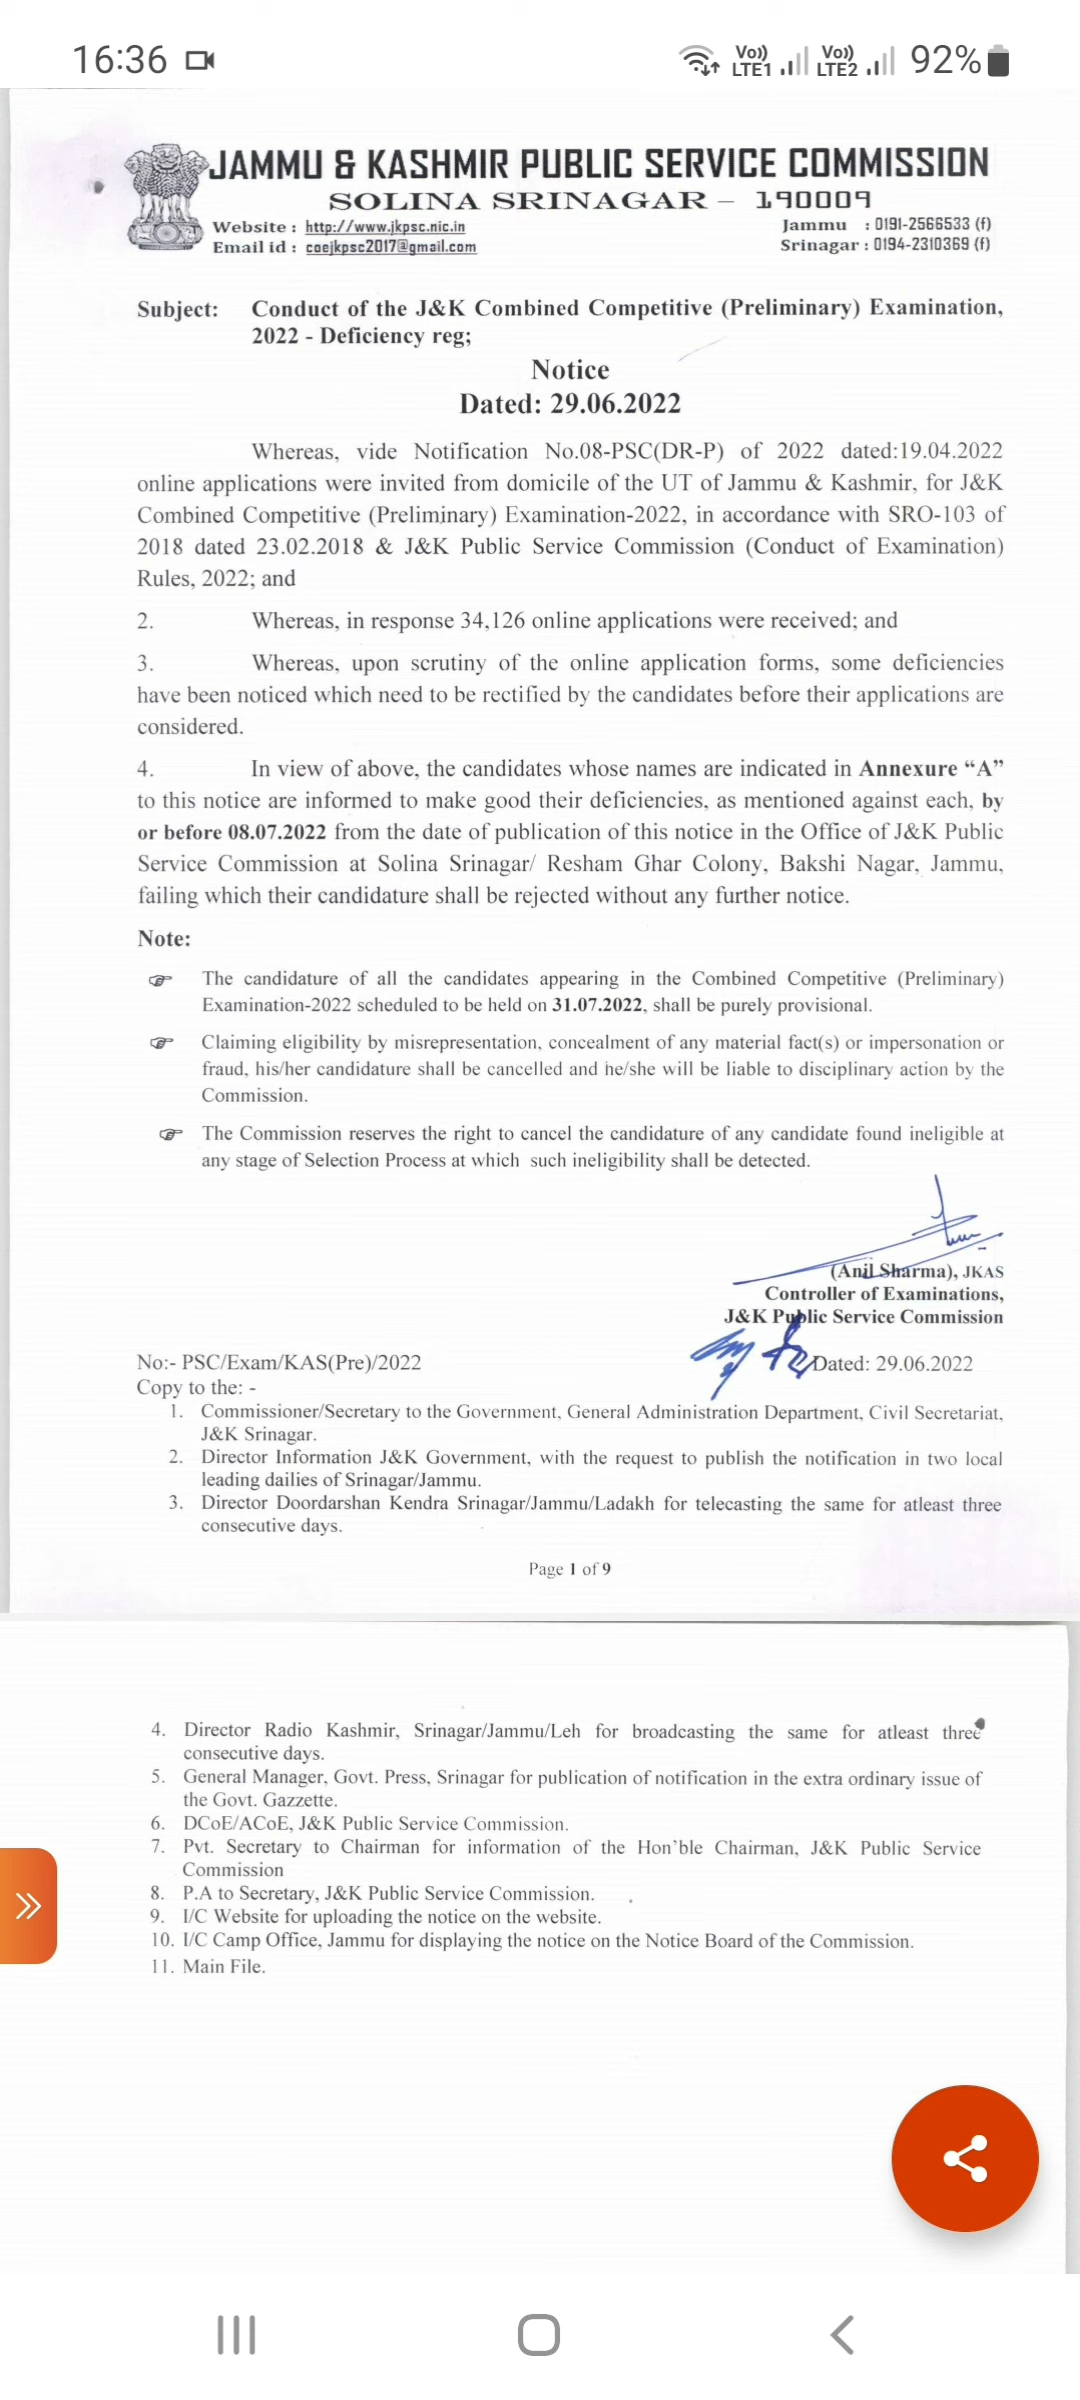 16:36
Vo)) LTE1 Vo)) LTE2 92%
JAMMU & KASHMIR PUBLIC SERVICE COMMISSION
SOLINA SRINAGAR – 190009
Website : http://www.jkpsc.nic.in Jammu : 0191-2566533 (f)
Email id : coejkpsc2017@gmail.com Srinagar : 0194-2310369 (f)
Subject: Conduct of the J&K Combined Competitive (Preliminary) Examination,
2022 - Deficiency reg;
Notice
Dated: 29.06.2022
Whereas, vide Notification No.08-PSC(DR-P) of 2022 dated:19.04.2022
online applications were invited from domicile of the UT of Jammu & Kashmir, for J&K
Combined Competitive (Preliminary) Examination-2022, in accordance with SRO-103 of
2018 dated 23.02.2018 & J&K Public Service Commission (Conduct of Examination)
Rules, 2022; and
2. Whereas, in response 34,126 online applications were received; and
3. Whereas, upon scrutiny of the online application forms, some deficiencies
have been noticed which need to be rectified by the candidates before their applications are
considered.
4. In view of above, the candidates whose names are indicated in Annexure “A”
to this notice are informed to make good their deficiencies, as mentioned against each, by
or before 08.07.2022 from the date of publication of this notice in the Office of J&K Public
Service Commission at Solina Srinagar/ Resham Ghar Colony, Bakshi Nagar, Jammu,
failing which their candidature shall be rejected without any further notice.
Note:
☞ The candidature of all the candidates appearing in the Combined Competitive (Preliminary)
Examination-2022 scheduled to be held on 31.07.2022, shall be purely provisional.
☞ Claiming eligibility by misrepresentation, concealment of any material fact(s) or impersonation or
fraud, his/her candidature shall be cancelled and he/she will be liable to disciplinary action by the
Commission.
☞ The Commission reserves the right to cancel the candidature of any candidate found ineligible at
any stage of Selection Process at which such ineligibility shall be detected.
(Anil Sharma), JKAS
Controller of Examinations,
J&K Public Service Commission
No:- PSC/Exam/KAS(Pre)/2022 Dated: 29.06.2022
Copy to the: -
1. Commissioner/Secretary to the Government, General Administration Department, Civil Secretariat,
J&K Srinagar.
2. Director Information J&K Government, with the request to publish the notification in two local
leading dailies of Srinagar/Jammu.
3. Director Doordarshan Kendra Srinagar/Jammu/Ladakh for telecasting the same for atleast three
consecutive days.
Page 1 of 9
4. Director Radio Kashmir, Srinagar/Jammu/Leh for broadcasting the same for atleast three
consecutive days.
5. General Manager, Govt. Press, Srinagar for publication of notification in the extra ordinary issue of
the Govt. Gazzette.
6. DCoE/ACoE, J&K Public Service Commission.
7. Pvt. Secretary to Chairman for information of the Hon’ble Chairman, J&K Public Service
Commission
8. P.A to Secretary, J&K Public Service Commission.
9. I/C Website for uploading the notice on the website.
10. I/C Camp Office, Jammu for displaying the notice on the Notice Board of the Commission.
11. Main File.